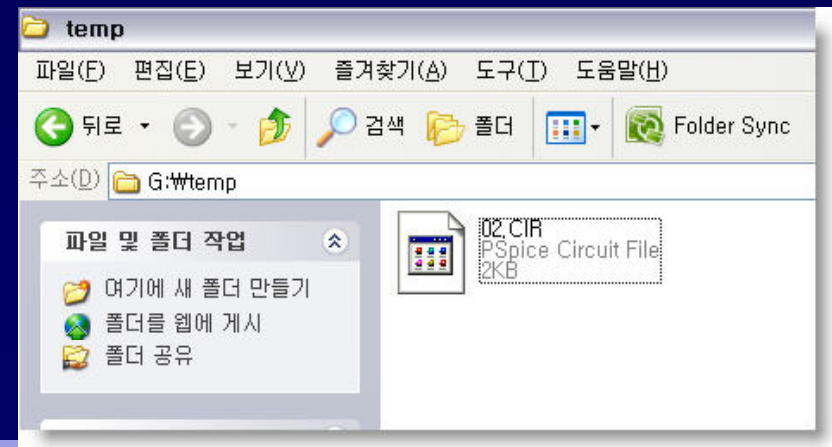 temp
파일(F) 편집(E) 보기(V) 즐겨찾기(A) 도구(T) 도움말(H)
뒤로 검색 폴더 Folder Sync
주소(D) G:₩temp
파일 및 폴더 작업
여기에 새 폴더 만들기
폴더를 웹에 게시
폴더 공유
02.CIR
PSpice Circuit File
2KB